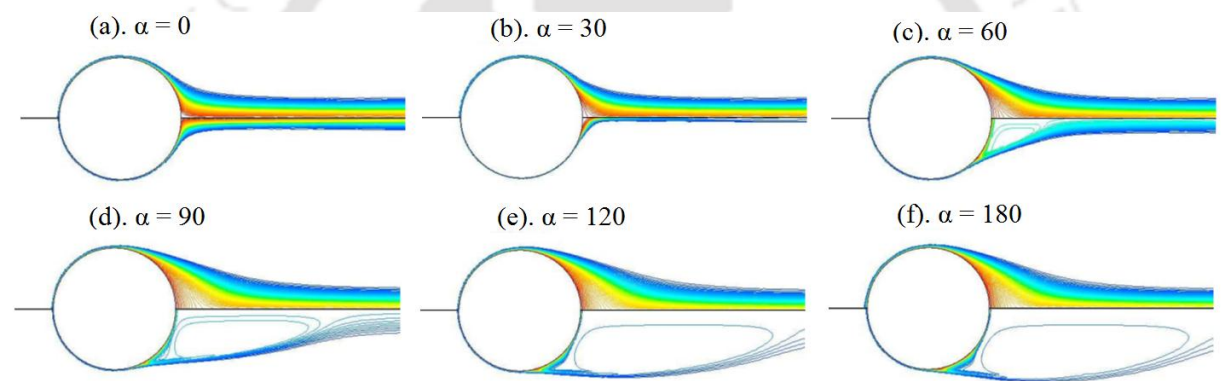 (a). α = 0
(b). α = 30
(c). α = 60
(d). α = 90
(e). α = 120
(f). α = 180